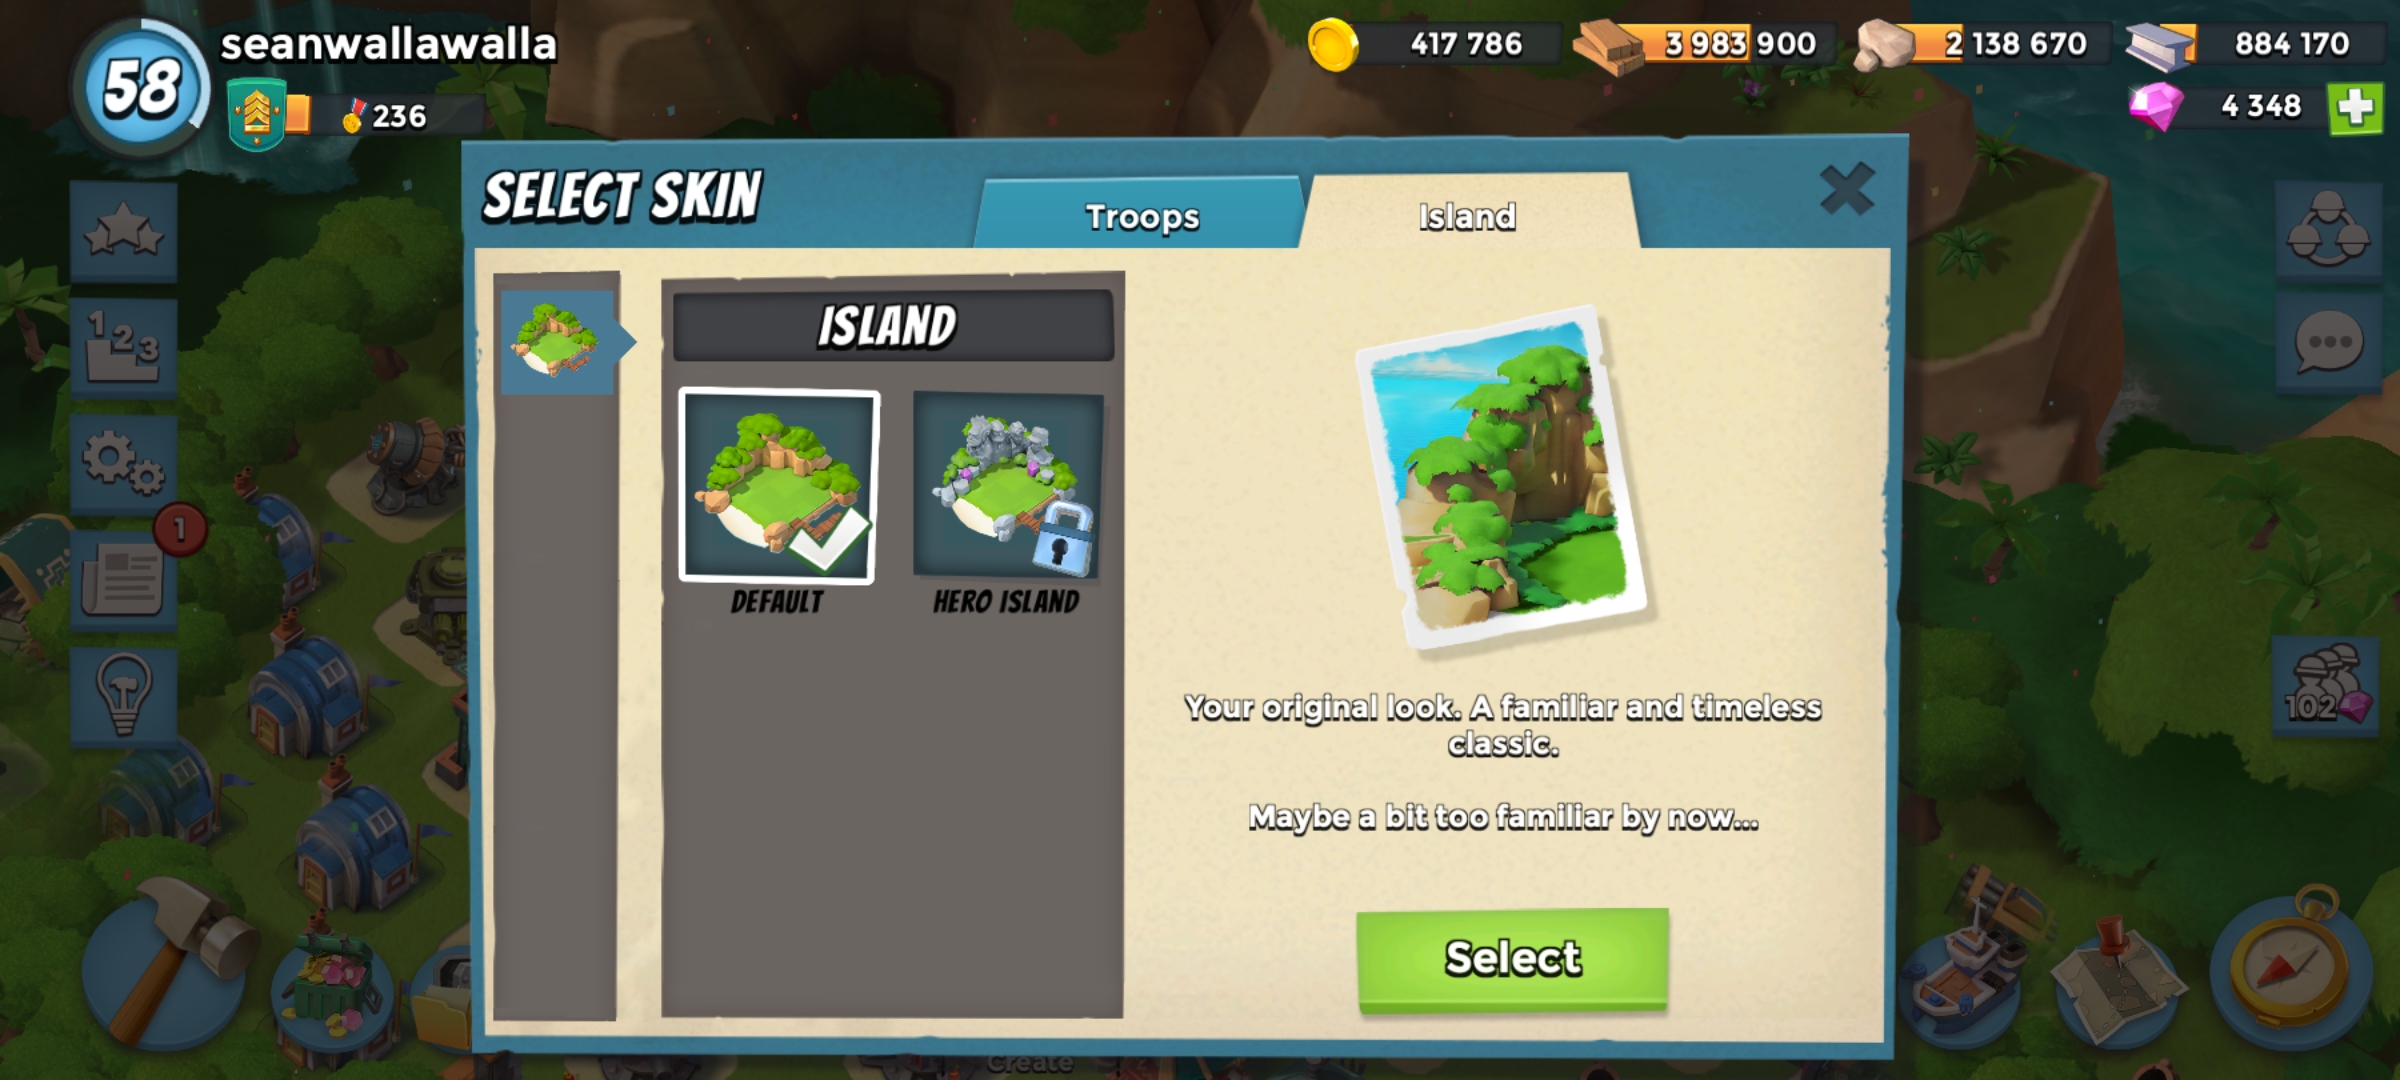 58
seanwallawalla
236
417 786
3 983 900
2 138 670
884 170
4 348
SELECT SKIN
Troops
Island
123
ISLAND
1
DEFAULT
HERO ISLAND
Your original look. A familiar and timeless
classic.
Maybe a bit too familiar by now...
102
Select
Create